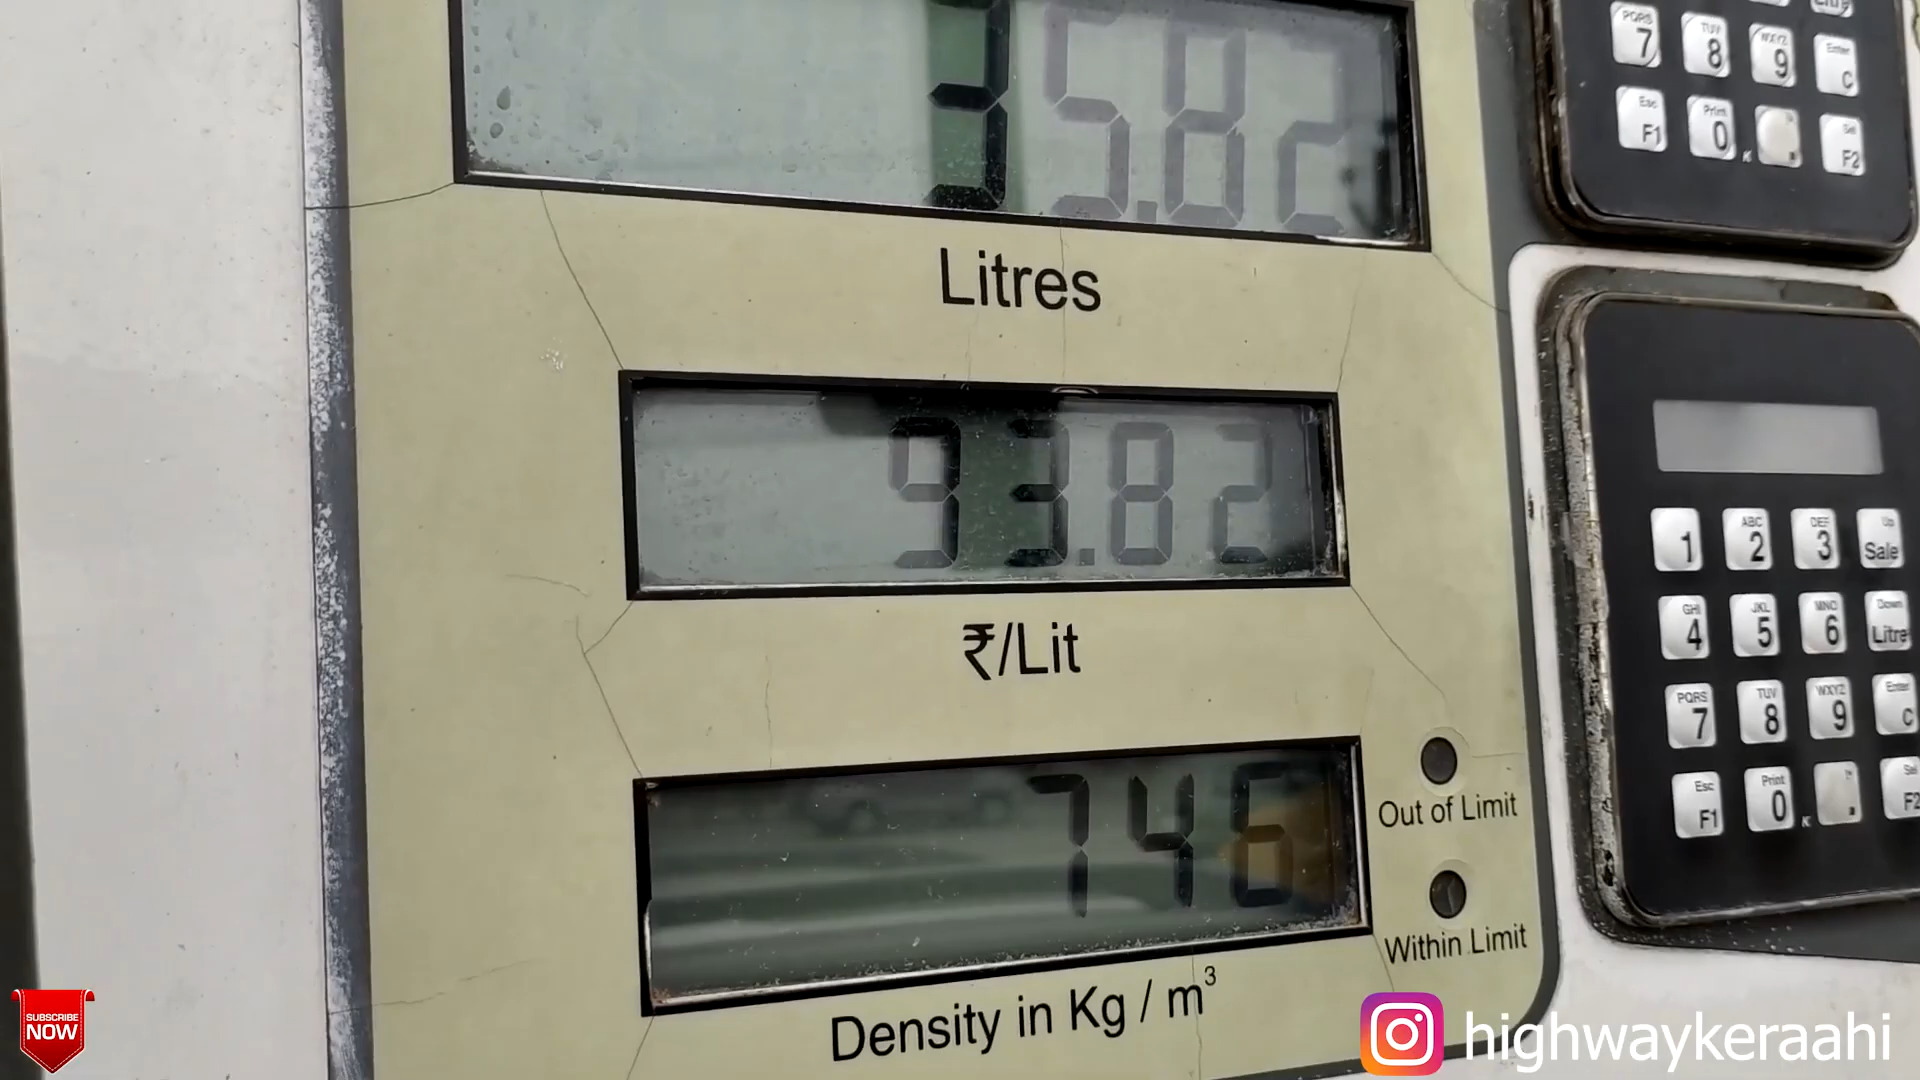 35.82
Litres
93.82
₹/Lit
746
Out of Limit
Within Limit
Density in Kg / m³
PQRS 7 TUV 8 WXYZ 9 Enter C
Esc F1 Print 0 Sel F2
1 ABC 2 DEF 3 Up Sale
GHI 4 JKL 5 MNO 6 Down Litre
PQRS 7 TUV 8 WXYZ 9 Enter C
Esc F1 Print 0 Sel F2
SUBSCRIBE
NOW
highwaykeraahi